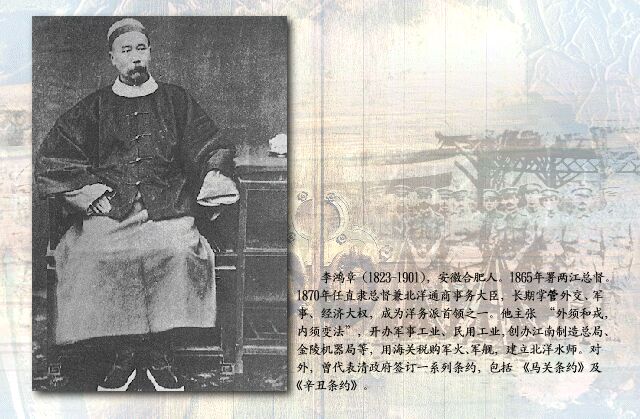 李鸿章（1823-1901），安徽合肥人。1865年署两江总督。
1870年任直隶总督兼北洋通商事务大臣，长期掌管外交、军
事、经济大权，成为洋务派首领之一。他主张 “外须和戎，
内须变法”，开办军事工业、民用工业,创办江南制造总局、
金陵机器局等，用海关税购军火､军舰，建立北洋水师。对
外，曾代表清政府签订一系列条约，包括 《马关条约》及
《辛丑条约》。